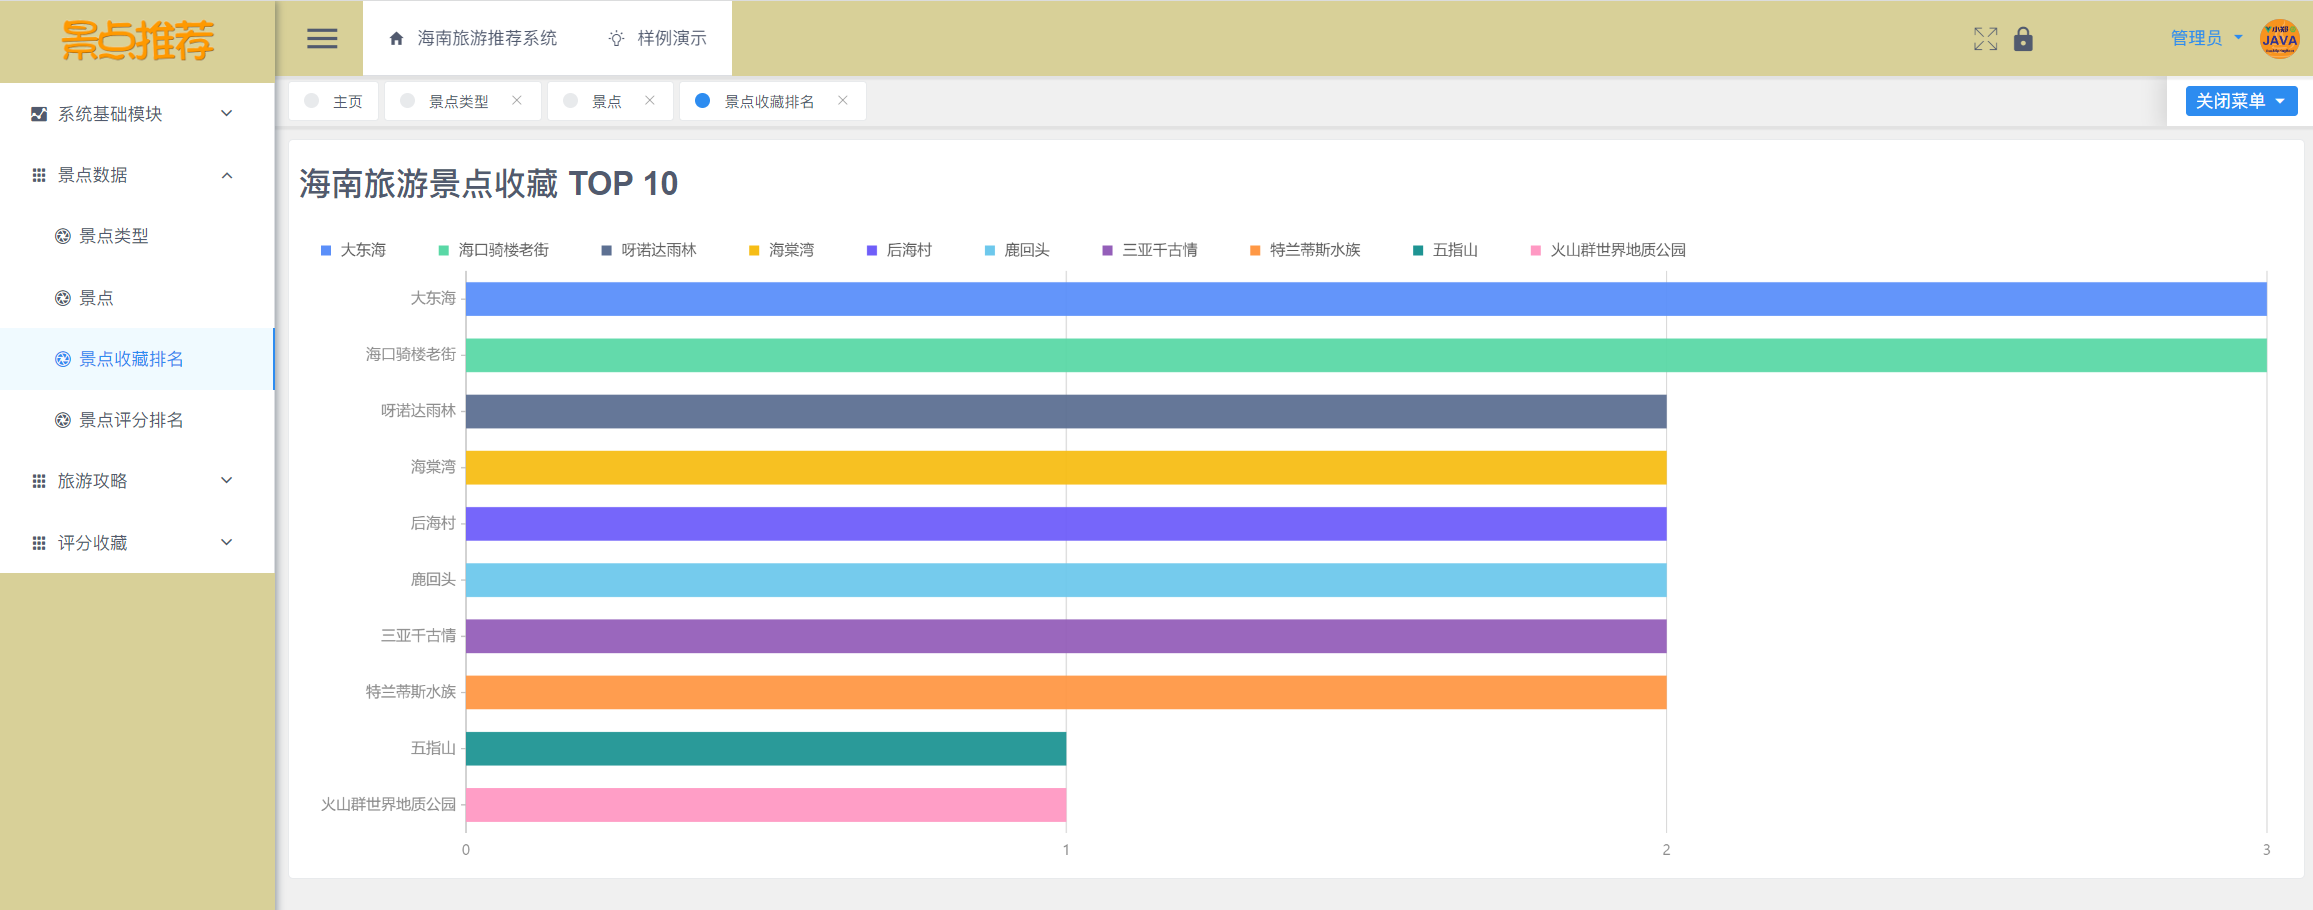 景点推荐
海南旅游推荐系统
样例演示
管理员
小郑
JAVA
主页
景点类型
景点
景点收藏排名
关闭菜单
系统基础模块
景点数据
景点类型
景点
景点收藏排名
景点评分排名
旅游攻略
评分收藏
海南旅游景点收藏 TOP 10
大东海 海口骑楼老街 呀诺达雨林 海棠湾 后海村 鹿回头 三亚千古情 特兰蒂斯水族 五指山 火山群世界地质公园
大东海
海口骑楼老街
呀诺达雨林
海棠湾
后海村
鹿回头
三亚千古情
特兰蒂斯水族
五指山
火山群世界地质公园
0 1 2 3